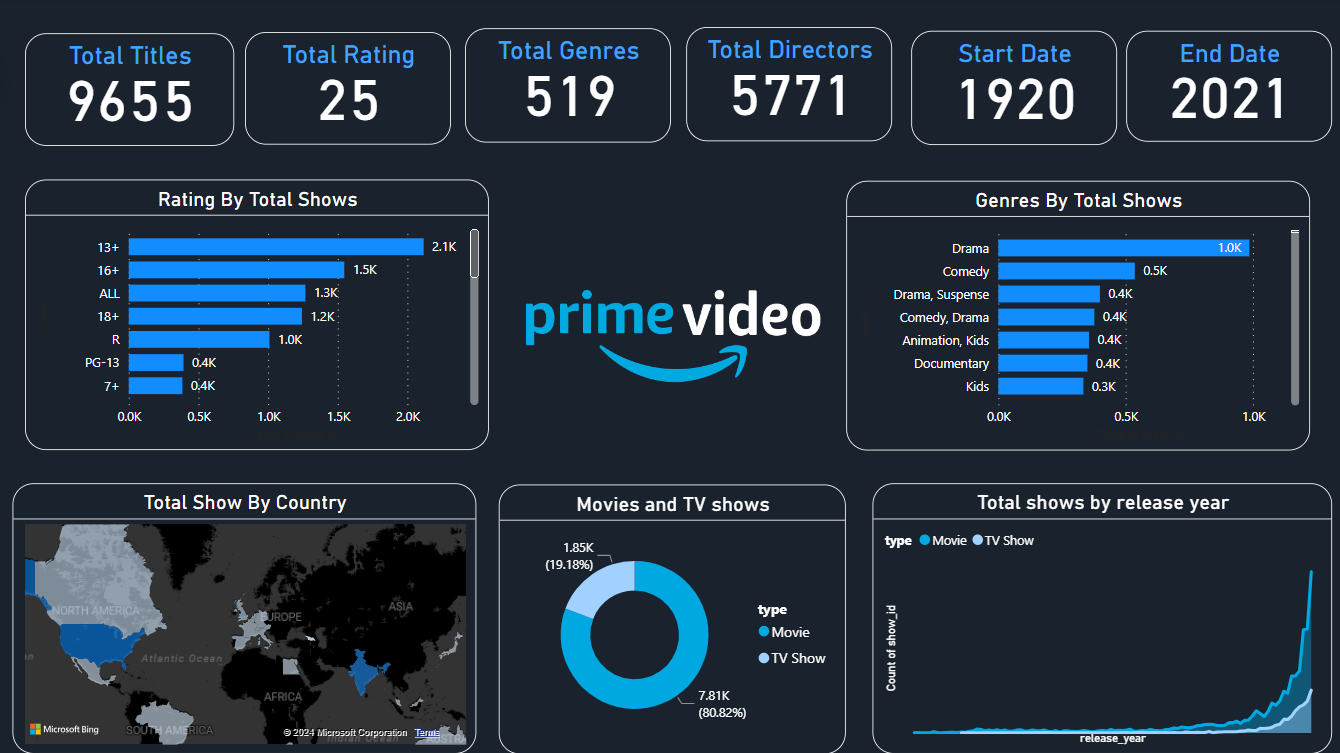 Total Titles
9655
Total Rating
25
Total Genres
519
Total Directors
5771
Start Date
1920
End Date
2021
Rating By Total Shows
13+ 2.1K
16+ 1.5K
ALL 1.3K
18+ 1.2K
R 1.0K
PG-13 0.4K
7+ 0.4K
0.0K 0.5K 1.0K 1.5K 2.0K
prime video
Genres By Total Shows
Drama 1.0K
Comedy 0.5K
Drama, Suspense 0.4K
Comedy, Drama 0.4K
Animation, Kids 0.4K
Documentary 0.4K
Kids 0.3K
0.0K 0.5K 1.0K
Total Show By Country
NORTH AMERICA
EUROPE
ASIA
Atlantic Ocean
AFRICA
SOUTH AMERICA
Microsoft Bing
© 2024 Microsoft Corporation Terms
Indian Ocean
Movies and TV shows
1.85K
(19.18%)
type
Movie
TV Show
7.81K
(80.82%)
Total shows by release year
type Movie TV Show
Count of show_id
release_year